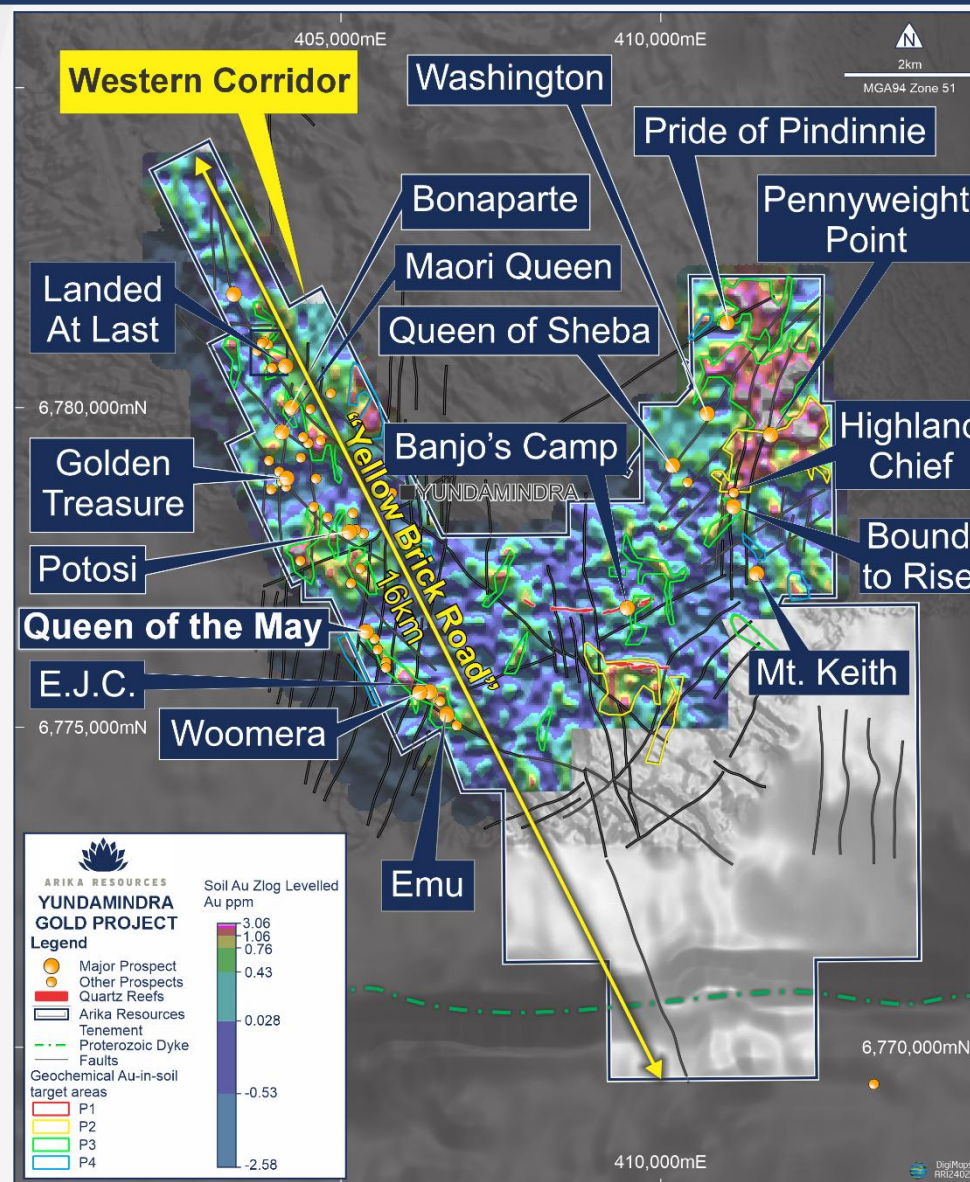 405,000mE
410,000mE
N
2km
MGA94 Zone 51
Western Corridor
Washington
Pride of Pindinnie
Bonaparte
Pennyweight
Point
Maori Queen
Landed
At Last
Queen of Sheba
6,780,000mN
Banjo's Camp
Highland
Chief
Golden
Treasure
YUNDAMINDRA
"Yellow Brick Road"
16km
Bound
to Rise
Potosi
Queen of the May
Mt. Keith
E.J.C.
6,775,000mN
Woomera
Emu
ARIKA RESOURCES
YUNDAMINDRA
GOLD PROJECT
Legend
Major Prospect
Other Prospects
Quartz Reefs
Arika Resources
Tenement
Proterozoic Dyke
Faults
Geochemical Au-in-soil
target areas
P1
P2
P3
P4
Soil Au Zlog Levelled
Au ppm
3.06
1.06
0.76
0.43
0.028
-0.53
-2.58
6,770,000mN
410,000mE
DigiMaps